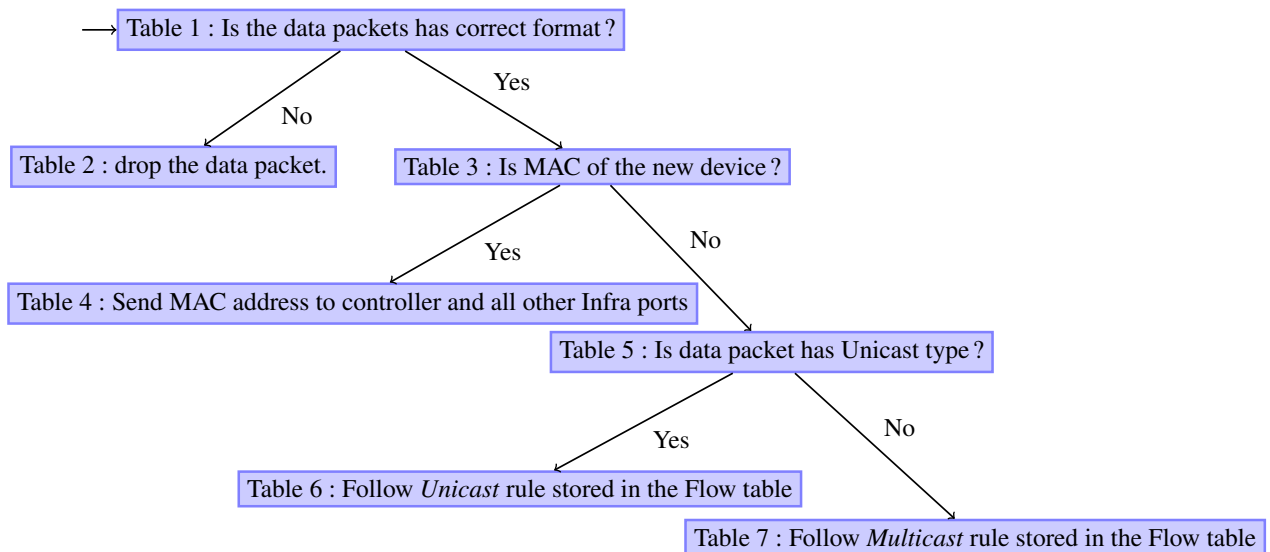 Table 1 : Is the data packets has correct format ?
Yes
No
Table 2 : drop the data packet.
Table 3 : Is MAC of the new device ?
No
Yes
Table 4 : Send MAC address to controller and all other Infra ports
Table 5 : Is data packet has Unicast type ?
No
Yes
Table 6 : Follow Unicast rule stored in the Flow table
Table 7 : Follow Multicast rule stored in the Flow table